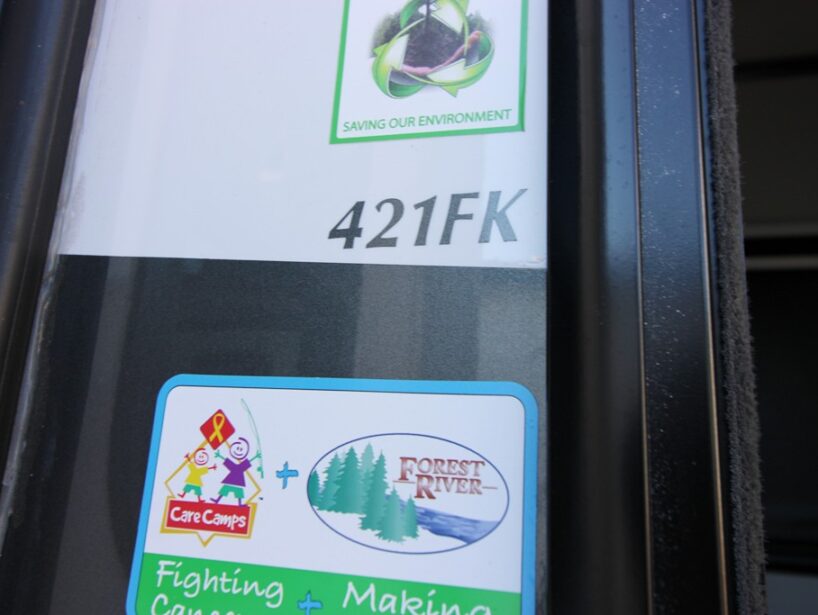 SAVING OUR ENVIRONMENT
421FK
FOREST
RIVER
Care Camps
Fighting + Making